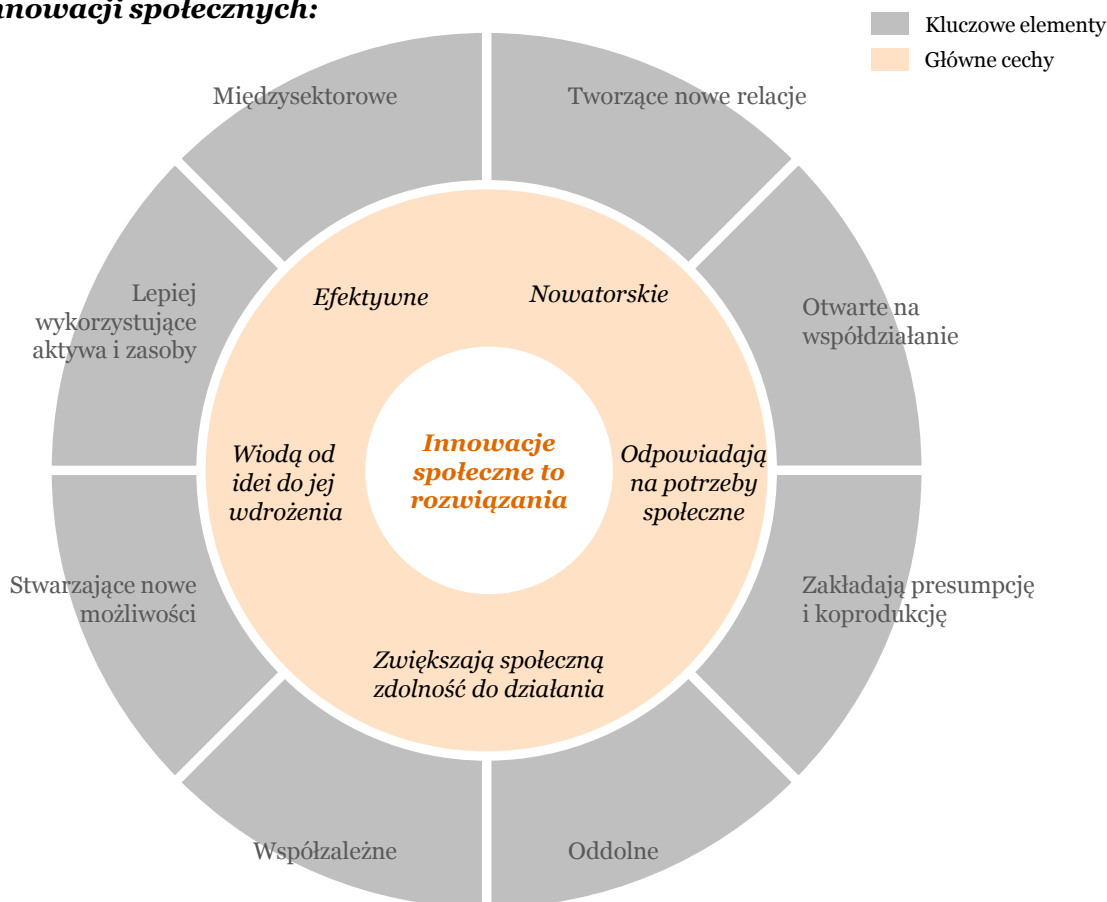 nnowacji społecznych:
Kluczowe elementy
Główne cechy
Międzysektorowe
Tworzące nowe relacje
Lepiej
wykorzystujące
aktywa i zasoby
Efektywne
Nowatorskie
Otwarte na
współdziałanie
Wiodą od
idei do jej
wdrożenia
Innowacje
społeczne to
rozwiązania
Odpowiadają
na potrzeby
społeczne
Stwarzające nowe
możliwości
Zakładają presumpcję
i koprodukcję
Zwiększają społeczną
zdolność do działania
Współzależne
Oddolne